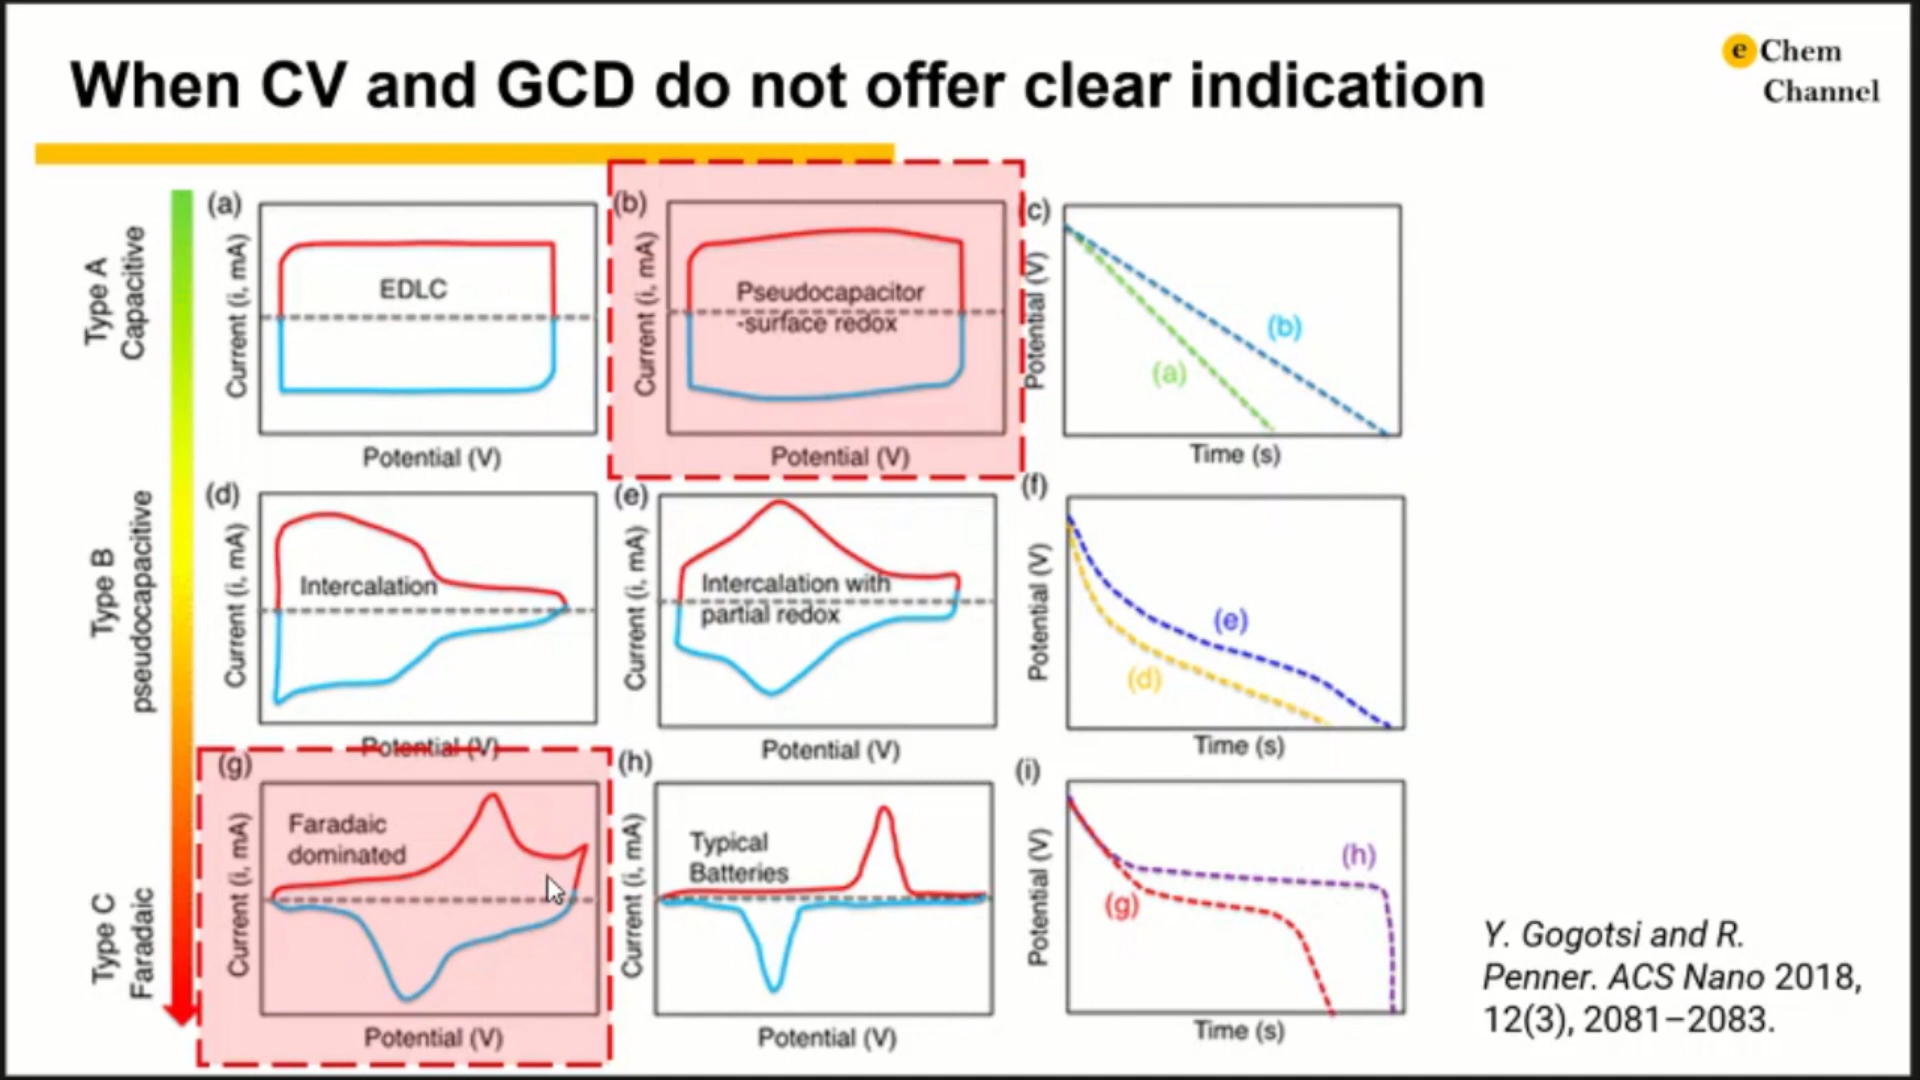 When CV and GCD do not offer clear indication
e Chem
Channel
Type A
Capacitive
Type B
pseudocapacitive
Type C
Faradaic
(a)
Current (i, mA)
EDLC
Potential (V)
(b)
Current (i, mA)
Pseudocapacitor
-surface redox
Potential (V)
(c)
Potential (V)
(b)
(a)
Time (s)
(d)
Current (i, mA)
Intercalation
Potential (V)
(e)
Current (i, mA)
Intercalation with
partial redox
Potential (V)
(f)
Potential (V)
(e)
(d)
Time (s)
(g)
Current (i, mA)
Faradaic
dominated
Potential (V)
(h)
Current (i, mA)
Typical
Batteries
Potential (V)
(i)
Potential (V)
(h)
(g)
Time (s)
Y. Gogotsi and R.
Penner. ACS Nano 2018,
12(3), 2081–2083.